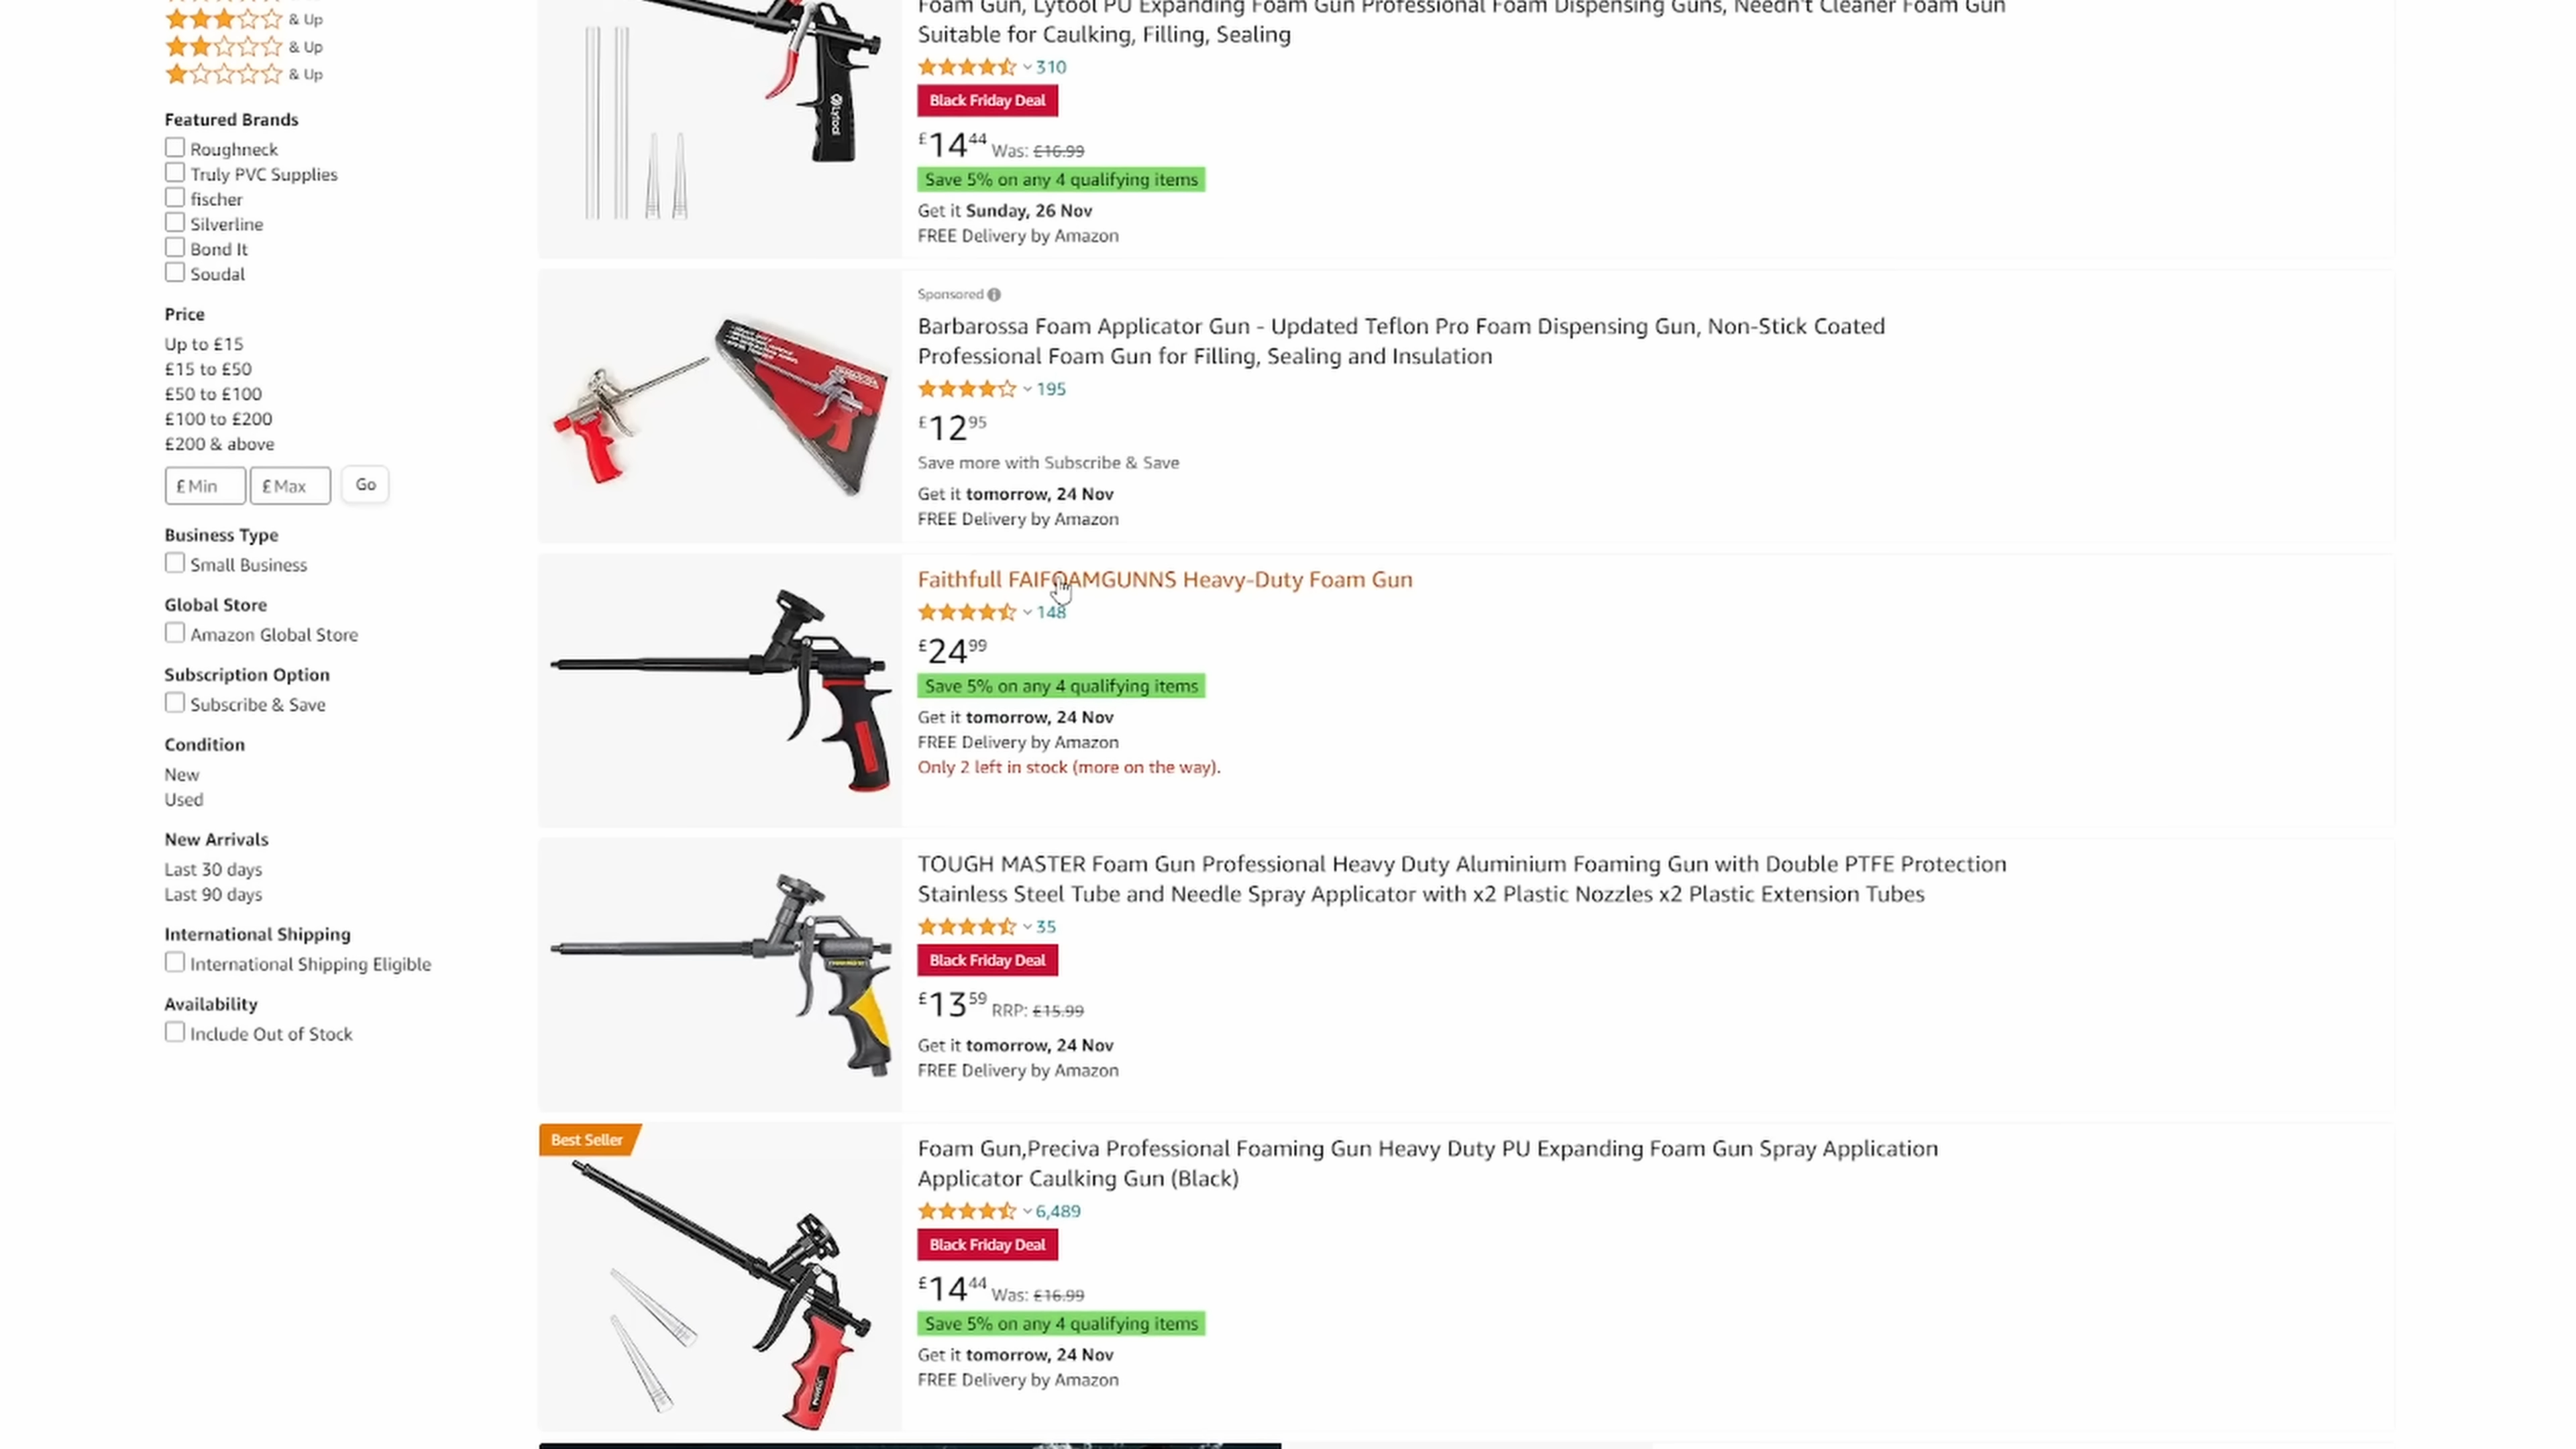 & Up
& Up
& Up
Featured Brands
Roughneck
Truly PVC Supplies
fischer
Silverline
Bond It
Soudal
Price
Up to £15
£15 to £50
£50 to £100
£100 to £200
£200 & above
£ Min £ Max Go
Business Type
Small Business
Global Store
Amazon Global Store
Subscription Option
Subscribe & Save
Condition
New
Used
New Arrivals
Last 30 days
Last 90 days
International Shipping
International Shipping Eligible
Availability
Include Out of Stock
Lytool
Foam Gun, Lytool PU Expanding Foam Gun Professional Foam Dispensing Guns, Needn't Cleaner Foam Gun
Suitable for Caulking, Filling, Sealing
310
Black Friday Deal
£14 44 Was: £16.99
Save 5% on any 4 qualifying items
Get it Sunday, 26 Nov
FREE Delivery by Amazon
Sponsored
Barbarossa Foam Applicator Gun - Updated Teflon Pro Foam Dispensing Gun, Non-Stick Coated
Professional Foam Gun for Filling, Sealing and Insulation
195
£12 95
Save more with Subscribe & Save
Get it tomorrow, 24 Nov
FREE Delivery by Amazon
Faithfull FAIFOAMGUNNS Heavy-Duty Foam Gun
148
£24 99
Save 5% on any 4 qualifying items
Get it tomorrow, 24 Nov
FREE Delivery by Amazon
Only 2 left in stock (more on the way).
TOUGH MASTER Foam Gun Professional Heavy Duty Aluminium Foaming Gun with Double PTFE Protection
Stainless Steel Tube and Needle Spray Applicator with x2 Plastic Nozzles x2 Plastic Extension Tubes
35
Black Friday Deal
£13 59 RRP: £15.99
Get it tomorrow, 24 Nov
FREE Delivery by Amazon
Best Seller
Foam Gun,Preciva Professional Foaming Gun Heavy Duty PU Expanding Foam Gun Spray Application
Applicator Caulking Gun (Black)
6,489
Black Friday Deal
£14 44 Was: £16.99
Save 5% on any 4 qualifying items
Get it tomorrow, 24 Nov
FREE Delivery by Amazon